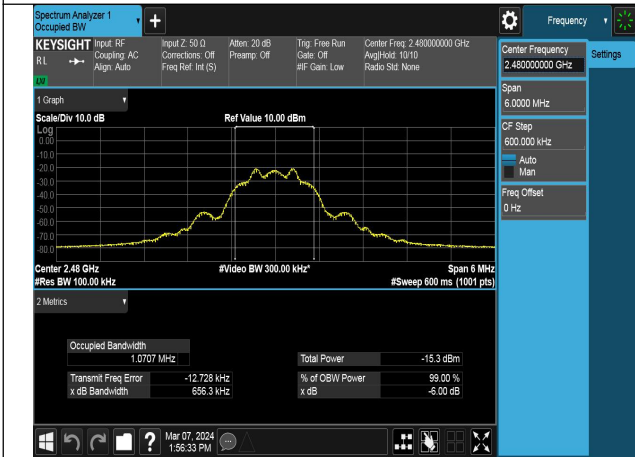 Spectrum Analyzer 1
Occupied BW
Frequency
KEYSIGHT
R L
LXI
Input: RF
Coupling: AC
Align: Auto
Input Z: 50 Ω
Corrections: Off
Freq Ref: Int (S)
Atten: 20 dB
Preamp: Off
Trig: Free Run
Gate: Off
#IF Gain: Low
Center Freq: 2.480000000 GHz
Avg|Hold: 10/10
Radio Std: None
Center Frequency
2.480000000 GHz
Settings
Span
6.0000 MHz
CF Step
600.000 kHz
Auto
Man
Freq Offset
0 Hz
1 Graph
Scale/Div 10.0 dB
Ref Value 10.00 dBm
Log
0.00
-10.0
-20.0
-30.0
-40.0
-50.0
-60.0
-70.0
-80.0
Center 2.48 GHz
#Video BW 300.00 kHz*
Span 6 MHz
#Res BW 100.00 kHz
#Sweep 600 ms (1001 pts)
2 Metrics
Occupied Bandwidth
1.0707 MHz
Total Power -15.3 dBm
Transmit Freq Error -12.728 kHz
% of OBW Power 99.00 %
x dB Bandwidth 656.3 kHz
x dB -6.00 dB
?
Mar 07, 2024
1:56:33 PM